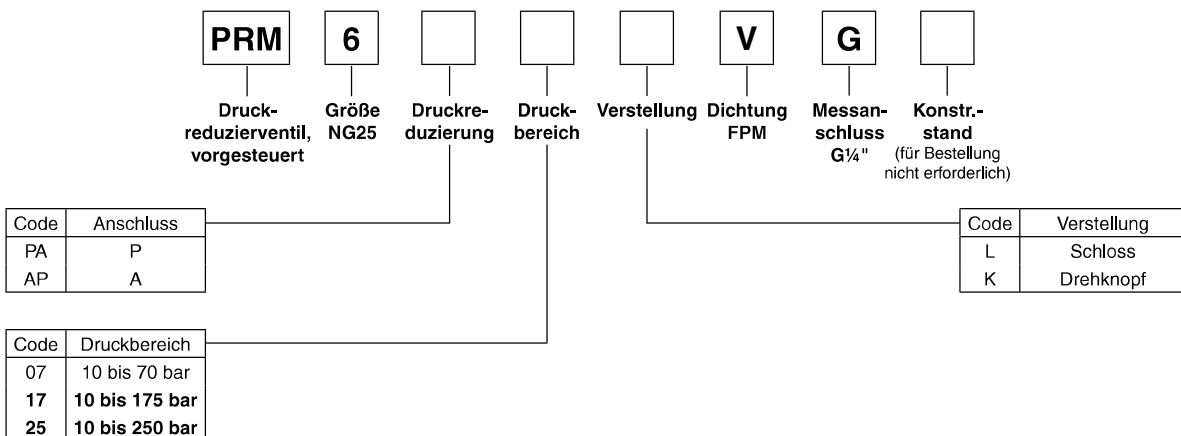 PRM 6 V G
Druck-
reduzierventil,
vorgesteuert
Größe
NG25
Druckre-
duzierung
Druck-
bereich
Verstellung
Dichtung
FPM
Messan-
schluss
G¼"
Konstr.-
stand
(für Bestellung
nicht erforderlich)
Code Anschluss
PA P
AP A
Code Verstellung
L Schloss
K Drehknopf
Code Druckbereich
07 10 bis 70 bar
17 10 bis 175 bar
25 10 bis 250 bar